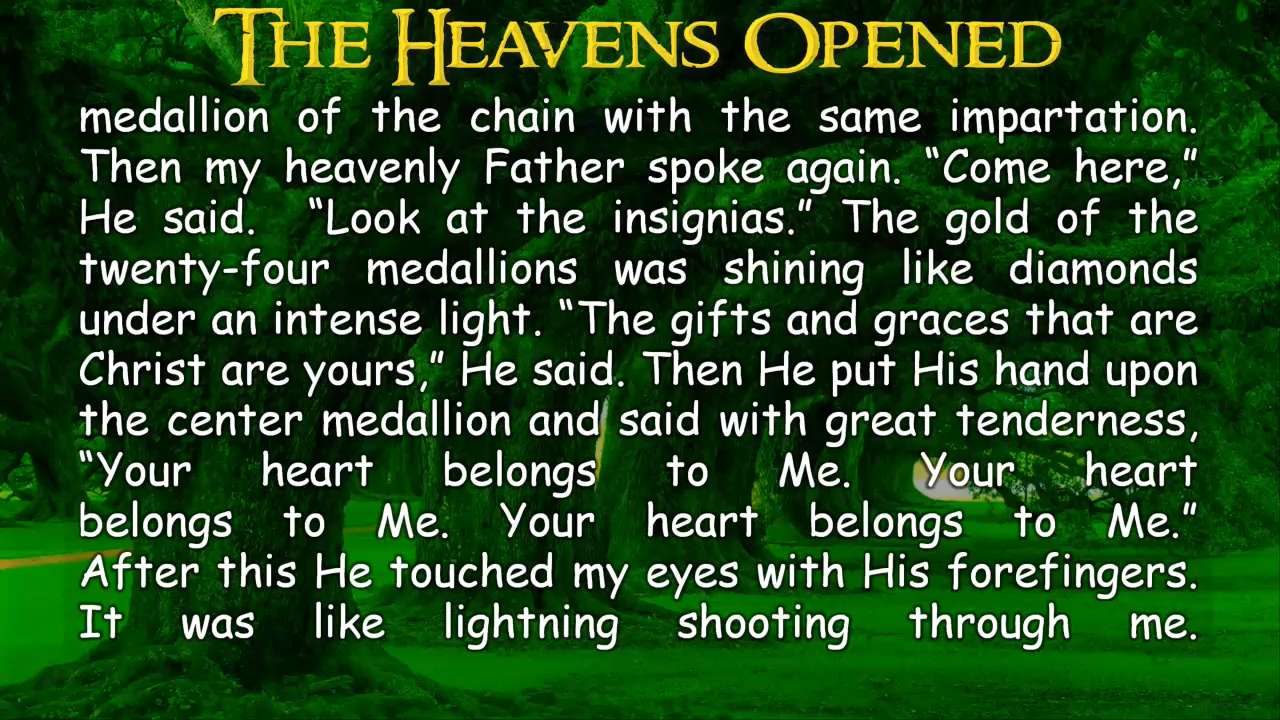 THE HEAVENS OPENED
medallion of the chain with the same impartation.
Then my heavenly Father spoke again. “Come here,”
He said. “Look at the insignias.” The gold of the
twenty-four medallions was shining like diamonds
under an intense light. “The gifts and graces that are
Christ are yours,” He said. Then He put His hand upon
the center medallion and said with great tenderness,
“Your heart belongs to Me. Your heart
belongs to Me. Your heart belongs to Me.”
After this He touched my eyes with His forefingers.
It was like lightning shooting through me.